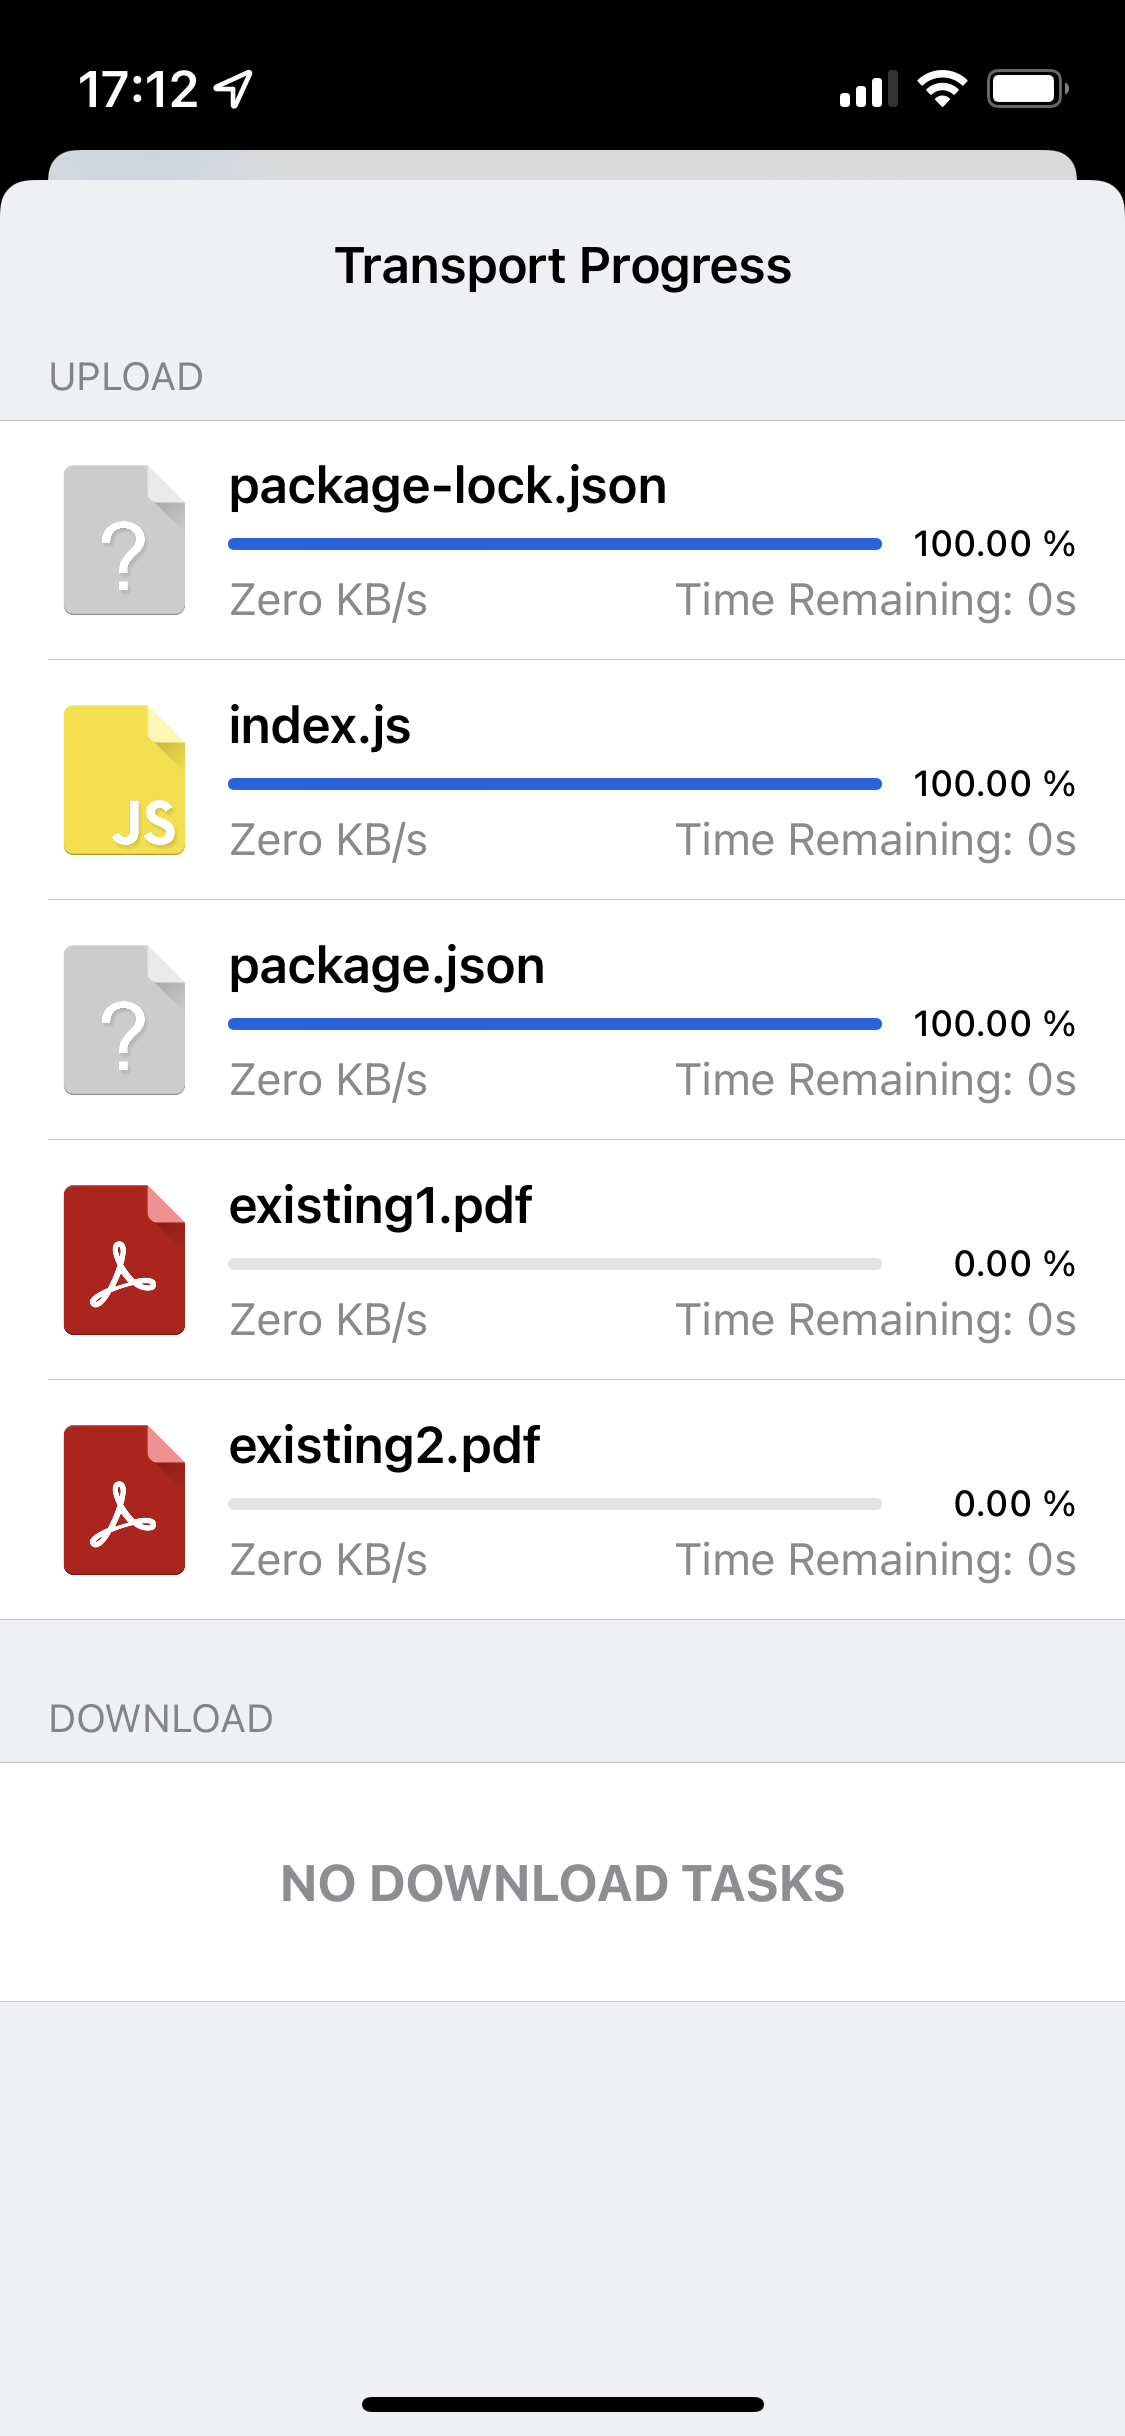 17:12
Transport Progress
UPLOAD
?
package-lock.json
100.00 %
Zero KB/s Time Remaining: 0s
JS
index.js
100.00 %
Zero KB/s Time Remaining: 0s
?
package.json
100.00 %
Zero KB/s Time Remaining: 0s
existing1.pdf
0.00 %
Zero KB/s Time Remaining: 0s
existing2.pdf
0.00 %
Zero KB/s Time Remaining: 0s
DOWNLOAD
NO DOWNLOAD TASKS